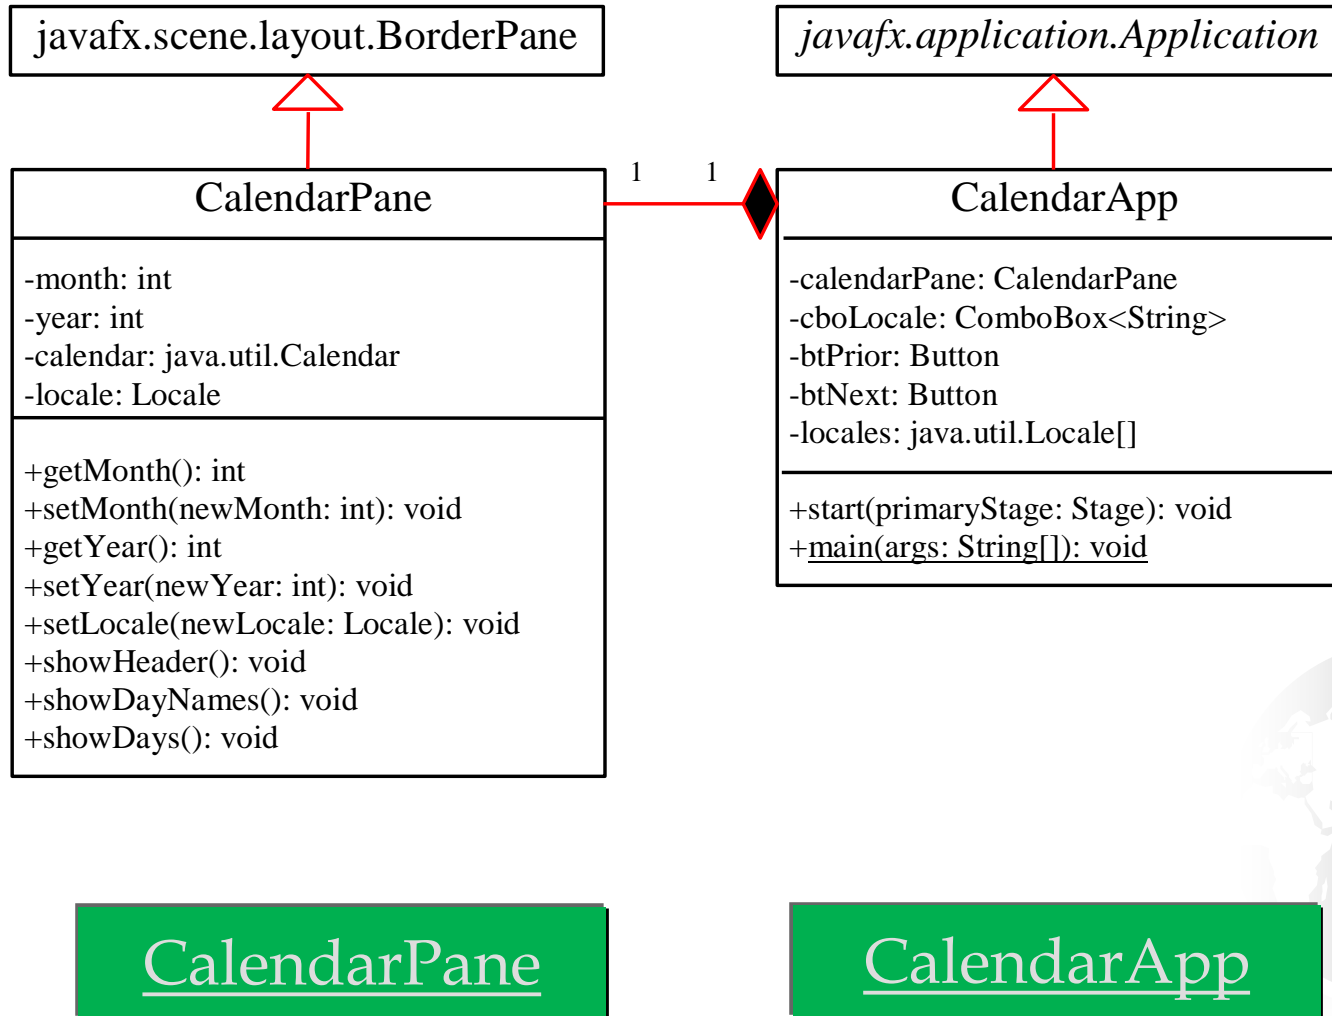 javafx.scene.layout.BorderPane
javafx.application.Application
CalendarPane
-month: int
-year: int
-calendar: java.util.Calendar
-locale: Locale
+getMonth(): int
+setMonth(newMonth: int): void
+getYear(): int
+setYear(newYear: int): void
+setLocale(newLocale: Locale): void
+showHeader(): void
+showDayNames(): void
+showDays(): void
1 1
CalendarApp
-calendarPane: CalendarPane
-cboLocale: ComboBox<String>
-btPrior: Button
-btNext: Button
-locales: java.util.Locale[]
+start(primaryStage: Stage): void
+main(args: String[]): void
CalendarPane
CalendarApp